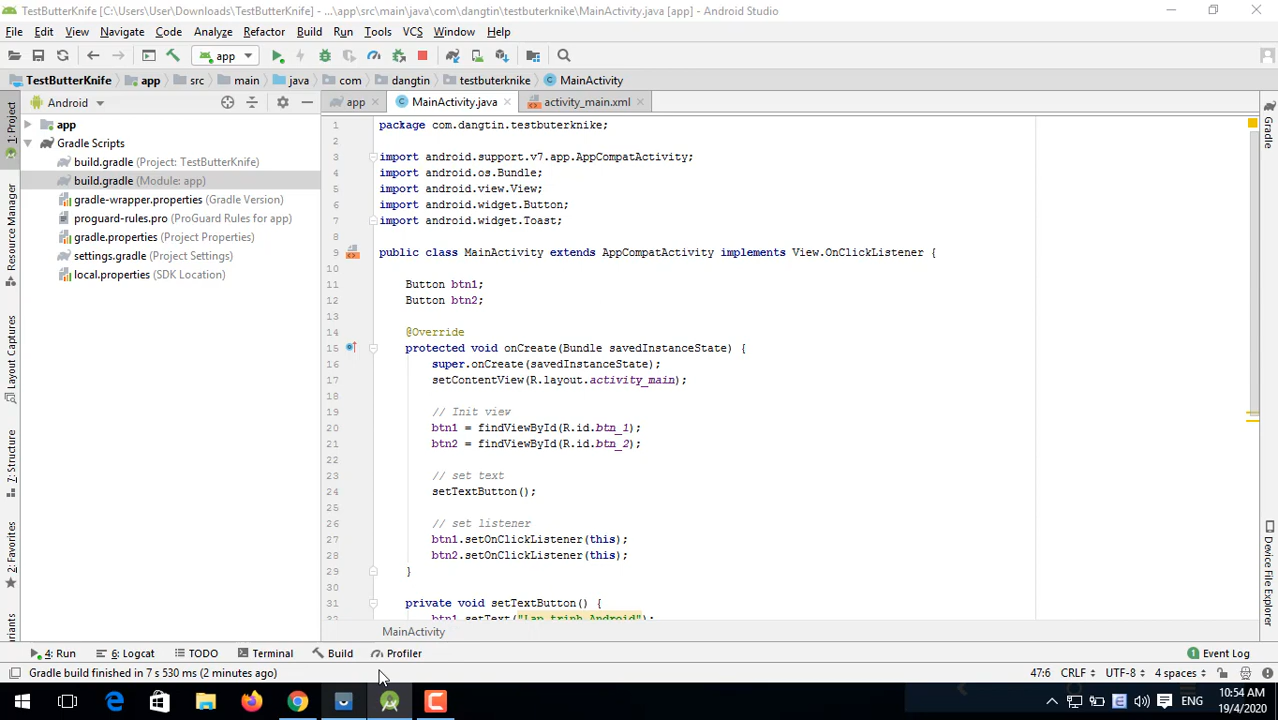 TestButterKnife [C:\Users\User\Downloads\TestButterKnife] - ...\app\src\main\java\com\dangtin\testbuterknike\MainActivity.java [app] - Android Studio
File Edit View Navigate Code Analyze Refactor Build Run Tools VCS Window Help
app
TestButterKnife app src main java com dangtin testbuterknike MainActivity
Android
app MainActivity.java activity_main.xml
1: Project
Resource Manager
Layout Captures
7: Structure
2: Favorites
app
Gradle Scripts
build.gradle (Project: TestButterKnife)
build.gradle (Module: app)
gradle-wrapper.properties (Gradle Version)
proguard-rules.pro (ProGuard Rules for app)
gradle.properties (Project Properties)
settings.gradle (Project Settings)
local.properties (SDK Location)
1 package com.dangtin.testbuterknike;
2
3 import android.support.v7.app.AppCompatActivity;
4 import android.os.Bundle;
5 import android.view.View;
6 import android.widget.Button;
7 import android.widget.Toast;
8
9 public class MainActivity extends AppCompatActivity implements View.OnClickListener {
10
11 Button btn1;
12 Button btn2;
13
14 @Override
15 protected void onCreate(Bundle savedInstanceState) {
16 super.onCreate(savedInstanceState);
17 setContentView(R.layout.activity_main);
18
19 // Init view
20 btn1 = findViewById(R.id.btn_1);
21 btn2 = findViewById(R.id.btn_2);
22
23 // set text
24 setTextButton();
25
26 // set listener
27 btn1.setOnClickListener(this);
28 btn2.setOnClickListener(this);
29 }
30
31 private void setTextButton() {
32 btn1.setText("Lap trinh Android");
MainActivity
Gradle
Device File Explorer
4: Run 6: Logcat TODO Terminal Build Profiler 1 Event Log
Gradle build finished in 7 s 530 ms (2 minutes ago) 47:6 CRLF UTF-8 4 spaces
ENG
10:54 AM
19/4/2020